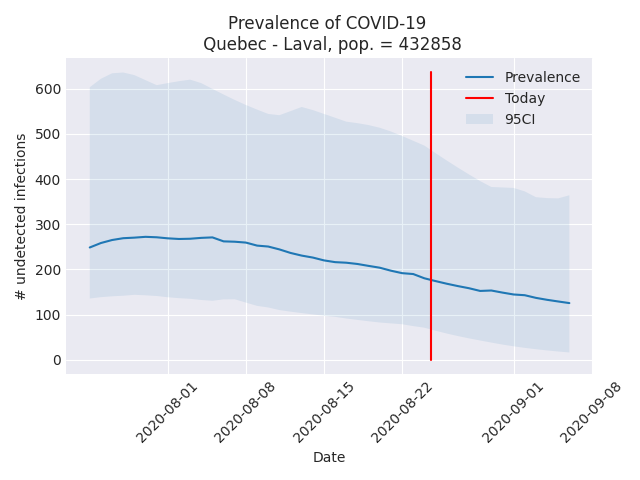 Prevalence of COVID-19
Quebec - Laval, pop. = 432858
Prevalence
Today
95CI
# undetected infections
600
500
400
300
200
100
0
2020-08-01
2020-08-08
2020-08-15
2020-08-22
2020-09-01
2020-09-08
Date